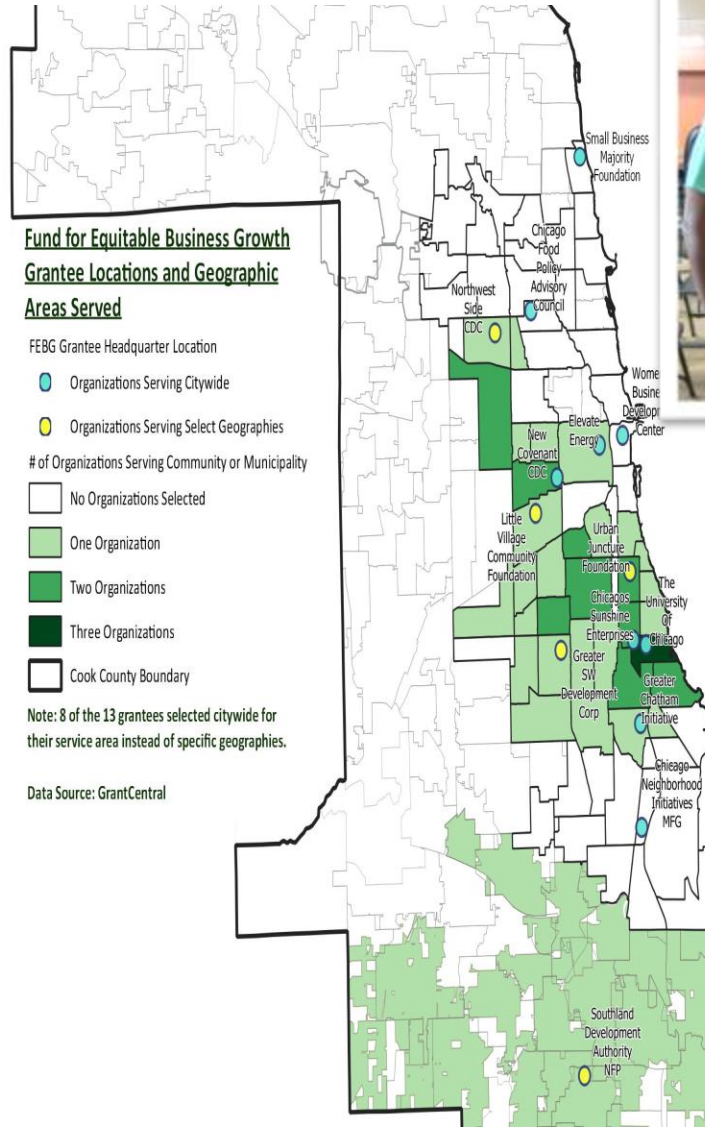 Small Business
Majority
Foundation
Fund for Equitable Business Growth
Grantee Locations and Geographic
Areas Served
FEBG Grantee Headquarter Location
Organizations Serving Citywide
Organizations Serving Select Geographies
# of Organizations Serving Community or Municipality
No Organizations Selected
One Organization
Two Organizations
Three Organizations
Cook County Boundary
Note: 8 of the 13 grantees selected citywide for
their service area instead of specific geographies.
Data Source: GrantCentral
Chicago
Food
Policy
Advisory
Council
Northwest
Side
CDC
Wome
Busine
Developm
Center
Elevate
Energy
New
Covenant
CDC
Little
Village
Community
Foundation
Urban
Juncture
Foundation
The
University
Of
Chicago
Chicagos
Sunshine
Enterprises
Greater
SW
Development
Corp
Greater
Chatham
Initiative
Chicago
Neighborhood
Initiatives
MFG
Southland
Development
Authority
NFP